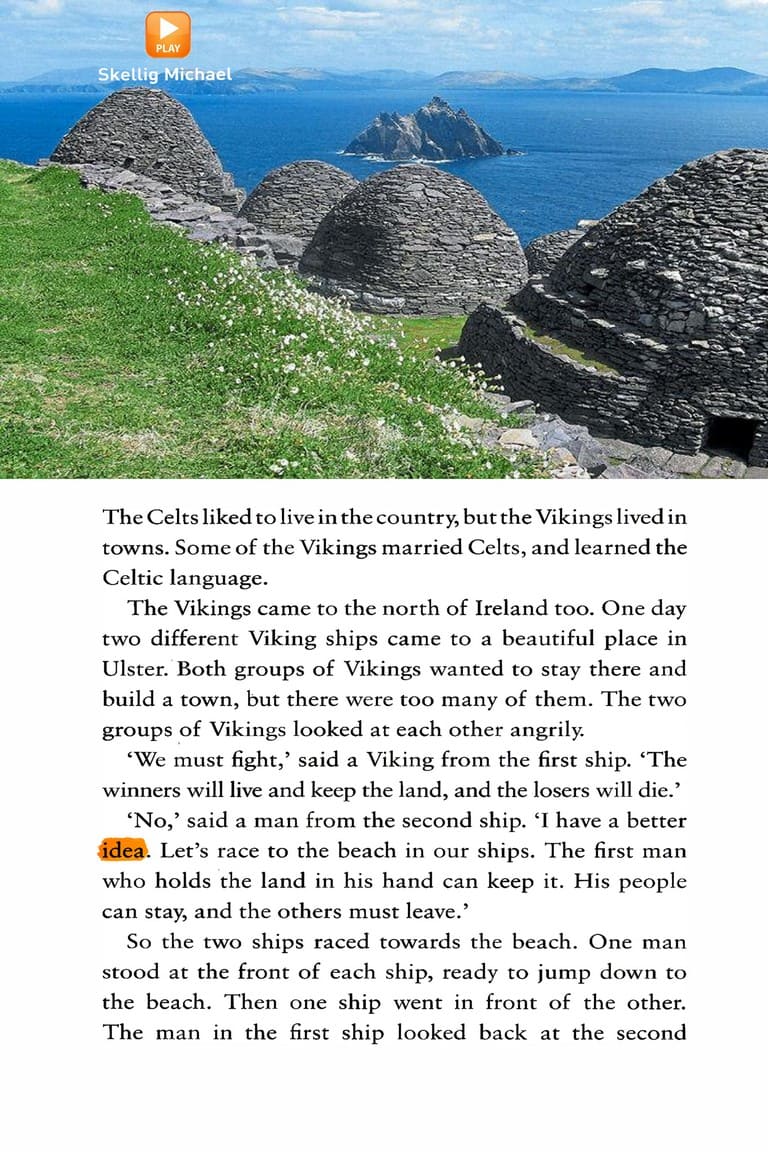 PLAY
Skellig Michael
The Celts liked to live in the country, but the Vikings lived in
towns. Some of the Vikings married Celts, and learned the
Celtic language.
The Vikings came to the north of Ireland too. One day
two different Viking ships came to a beautiful place in
Ulster. Both groups of Vikings wanted to stay there and
build a town, but there were too many of them. The two
groups of Vikings looked at each other angrily.
‘We must fight,’ said a Viking from the first ship. ‘The
winners will live and keep the land, and the losers will die.’
‘No,’ said a man from the second ship. ‘I have a better
idea. Let’s race to the beach in our ships. The first man
who holds the land in his hand can keep it. His people
can stay, and the others must leave.’
So the two ships raced towards the beach. One man
stood at the front of each ship, ready to jump down to
the beach. Then one ship went in front of the other.
The man in the first ship looked back at the second